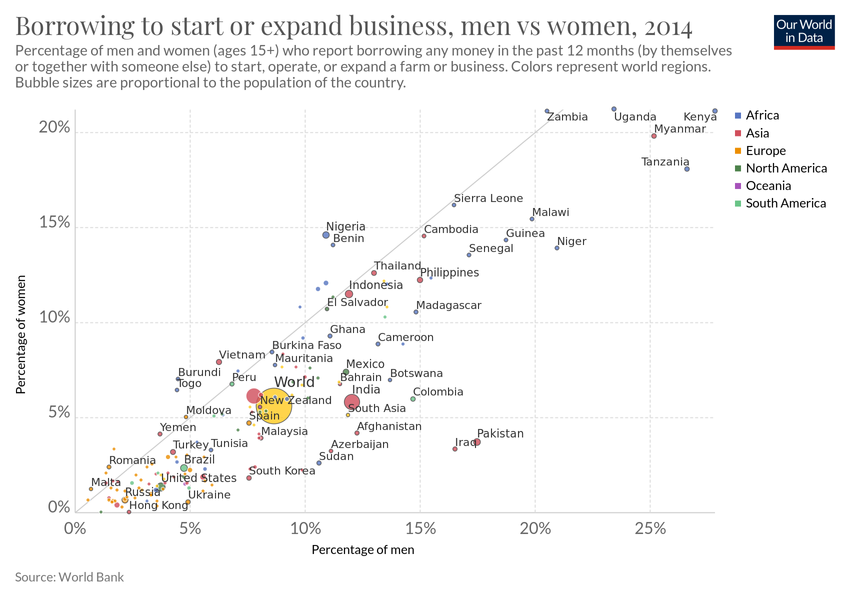 Borrowing to start or expand business, men vs women, 2014
Our World
in Data
Percentage of men and women (ages 15+) who report borrowing any money in the past 12 months (by themselves
or together with someone else) to start, operate, or expand a farm or business. Colors represent world regions.
Bubble sizes are proportional to the population of the country.
20%
15%
10%
5%
0%
Percentage of women
Zambia
Uganda
Kenya
Myanmar
Tanzania
Sierra Leone
Malawi
Nigeria
Benin
Cambodia
Guinea
Senegal
Niger
Thailand
Philippines
Indonesia
El Salvador
Madagascar
Ghana
Cameroon
Burkina Faso
Vietnam
Mauritania
Mexico
Burundi
Togo
Peru
World
Bahrain
Botswana
India
Colombia
New Zealand
South Asia
Moldova
Spain
Yemen
Malaysia
Afghanistan
Pakistan
Turkey
Tunisia
Azerbaijan
Iraq
Romania
Brazil
Sudan
South Korea
Malta
United States
Russia
Ukraine
Hong Kong
0%
5%
10%
15%
20%
25%
Percentage of men
Africa
Asia
Europe
North America
Oceania
South America
Source: World Bank